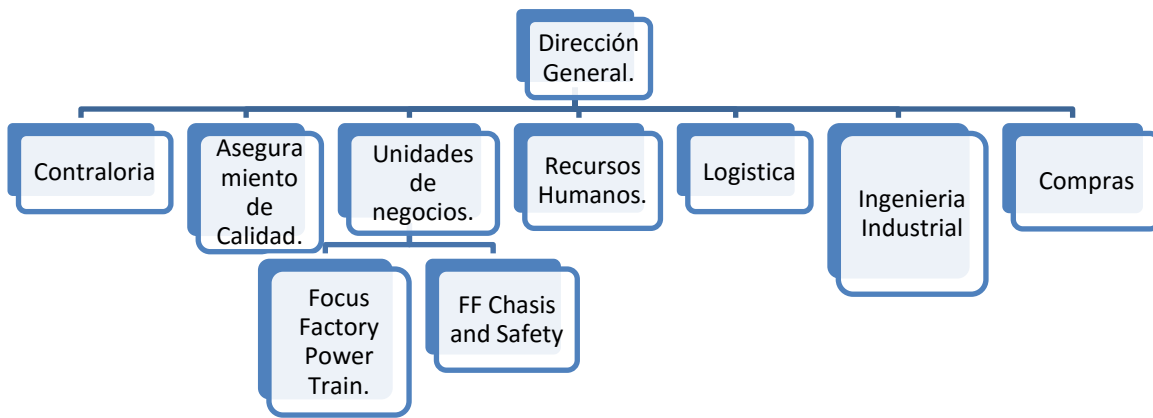 Dirección
General.
Contraloria
Asegura
miento
de
Calidad.
Unidades
de
negocios.
Recursos
Humanos.
Logistica
Ingenieria
Industrial
Compras
Focus
Factory
Power
Train.
FF Chasis
and Safety